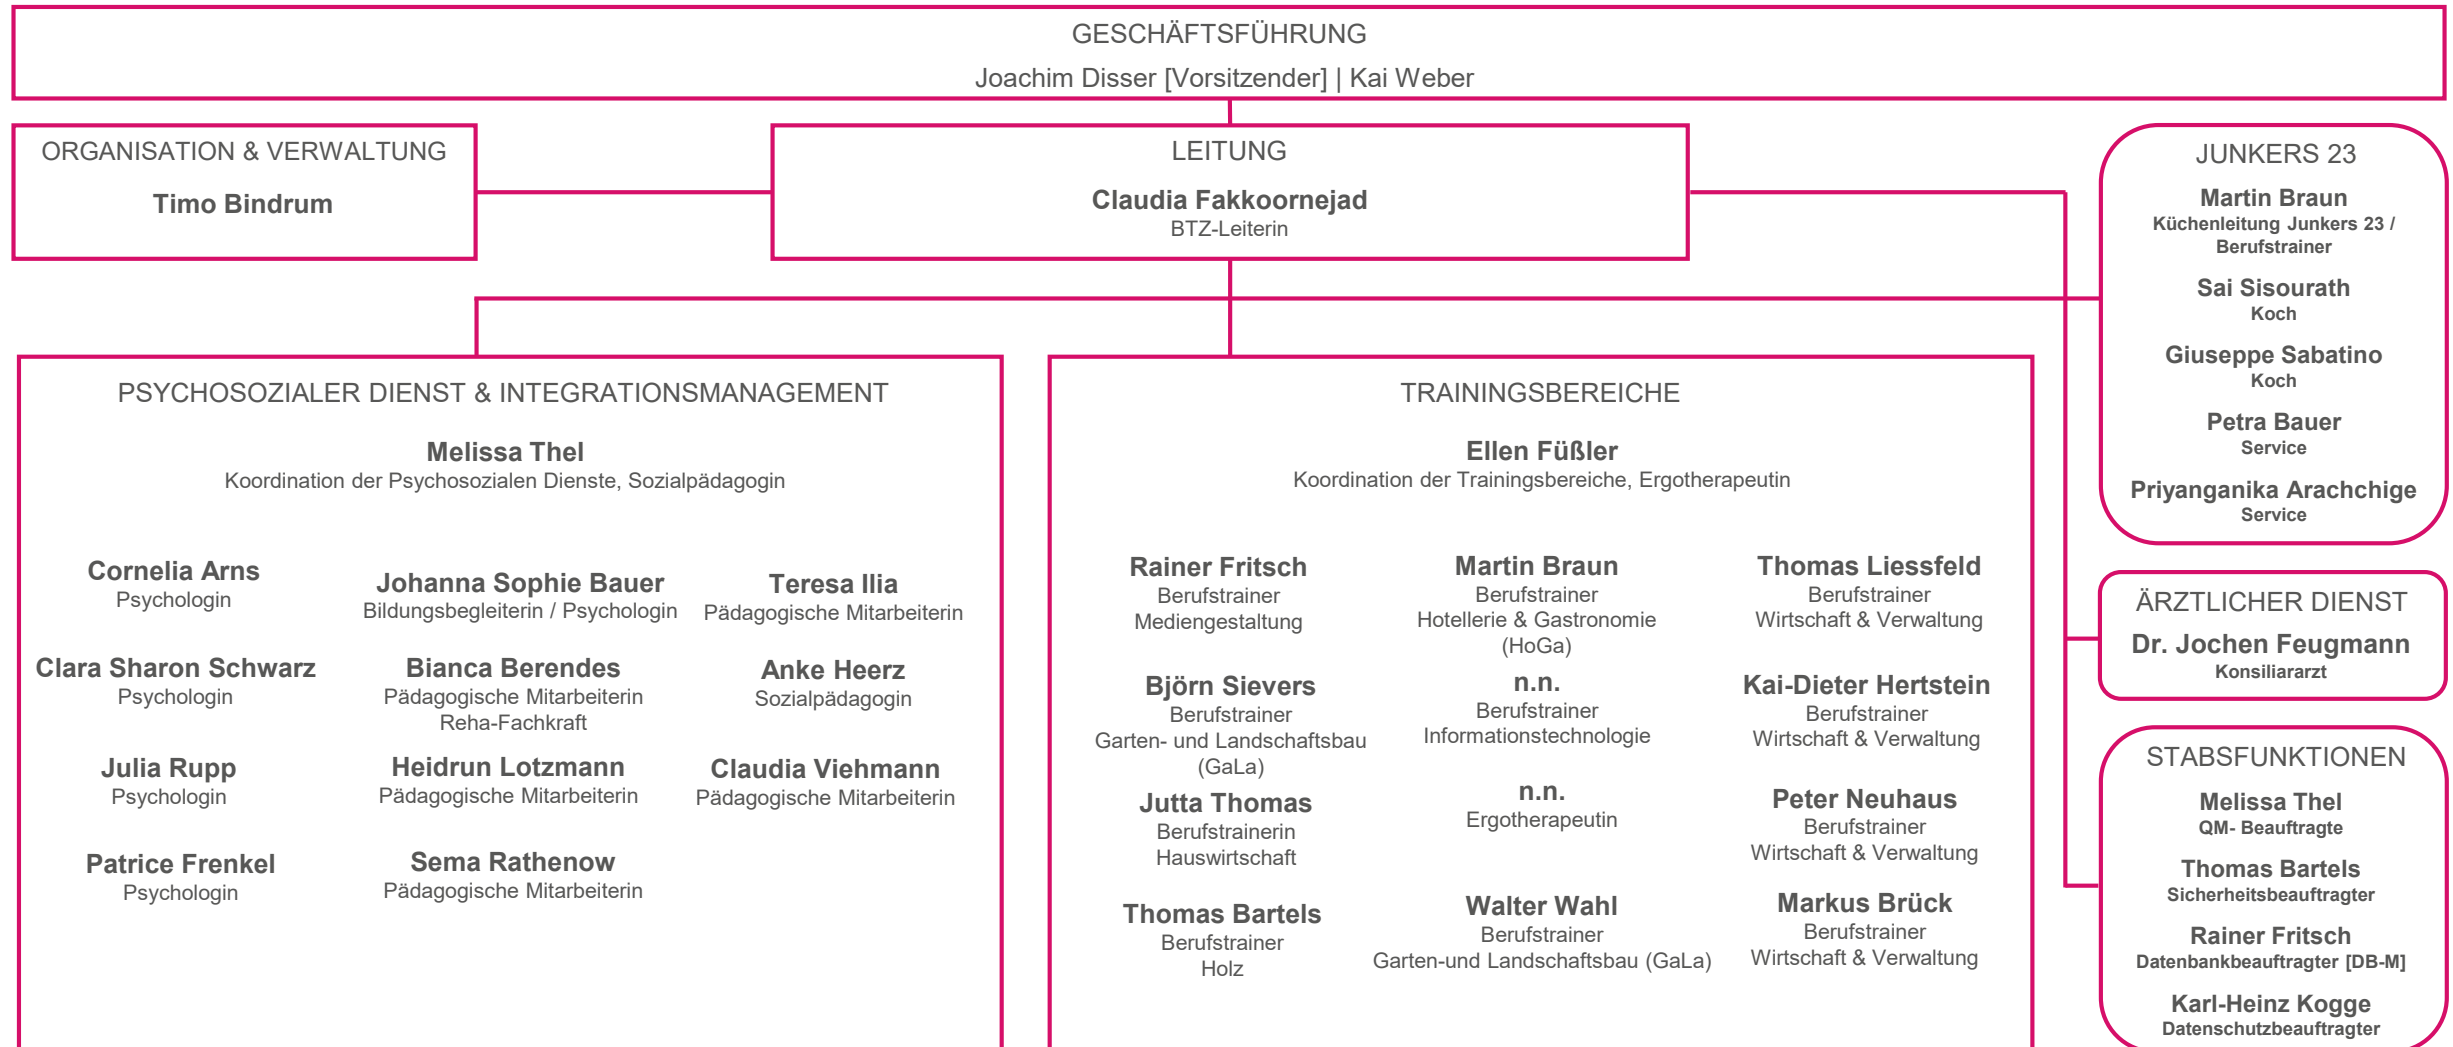 GESCHÄFTSFÜHRUNG
Joachim Disser [Vorsitzender] | Kai Weber
ORGANISATION & VERWALTUNG
Timo Bindrum
LEITUNG
Claudia Fakkoornejad
BTZ-Leiterin
JUNKERS 23
Martin Braun
Küchenleitung Junkers 23 /
Berufstrainer
Sai Sisourath
Koch
Giuseppe Sabatino
Koch
Petra Bauer
Service
Priyanganika Arachchige
Service
PSYCHOSOZIALER DIENST & INTEGRATIONSMANAGEMENT
Melissa Thel
Koordination der Psychosozialen Dienste, Sozialpädagogin
Cornelia Arns
Psychologin
Clara Sharon Schwarz
Psychologin
Julia Rupp
Psychologin
Patrice Frenkel
Psychologin
Johanna Sophie Bauer
Bildungsbegleiterin / Psychologin
Bianca Berendes
Pädagogische Mitarbeiterin
Reha-Fachkraft
Heidrun Lotzmann
Pädagogische Mitarbeiterin
Sema Rathenow
Pädagogische Mitarbeiterin
Teresa Ilia
Pädagogische Mitarbeiterin
Anke Heerz
Sozialpädagogin
Claudia Viehmann
Pädagogische Mitarbeiterin
TRAININGSBEREICHE
Ellen Füßler
Koordination der Trainingsbereiche, Ergotherapeutin
Rainer Fritsch
Berufstrainer
Mediengestaltung
Björn Sievers
Berufstrainer
Garten- und Landschaftsbau
(GaLa)
Jutta Thomas
Berufstrainerin
Hauswirtschaft
Thomas Bartels
Berufstrainer
Holz
Martin Braun
Berufstrainer
Hotellerie & Gastronomie
(HoGa)
n.n.
Berufstrainer
Informationstechnologie
n.n.
Ergotherapeutin
Walter Wahl
Berufstrainer
Garten-und Landschaftsbau (GaLa)
Thomas Liessfeld
Berufstrainer
Wirtschaft & Verwaltung
Kai-Dieter Hertstein
Berufstrainer
Wirtschaft & Verwaltung
Peter Neuhaus
Berufstrainer
Wirtschaft & Verwaltung
Markus Brück
Berufstrainer
Wirtschaft & Verwaltung
ÄRZTLICHER DIENST
Dr. Jochen Feugmann
Konsiliararzt
STABSFUNKTIONEN
Melissa Thel
QM- Beauftragte
Thomas Bartels
Sicherheitsbeauftragter
Rainer Fritsch
Datenbankbeauftragter [DB-M]
Karl-Heinz Kogge
Datenschutzbeauftragter